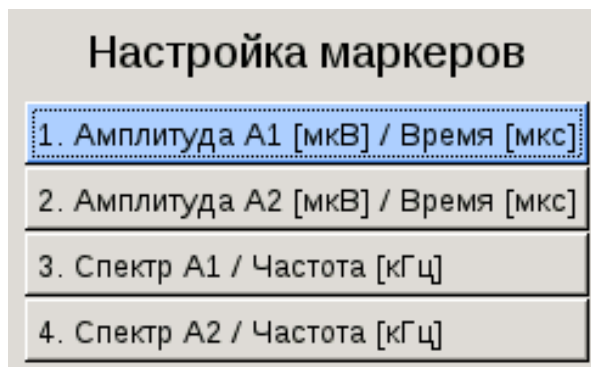 Настройка маркеров
1. Амплитуда А1 [мкВ] / Время [мкс]
2. Амплитуда А2 [мкВ] / Время [мкс]
3. Спектр А1 / Частота [кГц]
4. Спектр А2 / Частота [кГц]